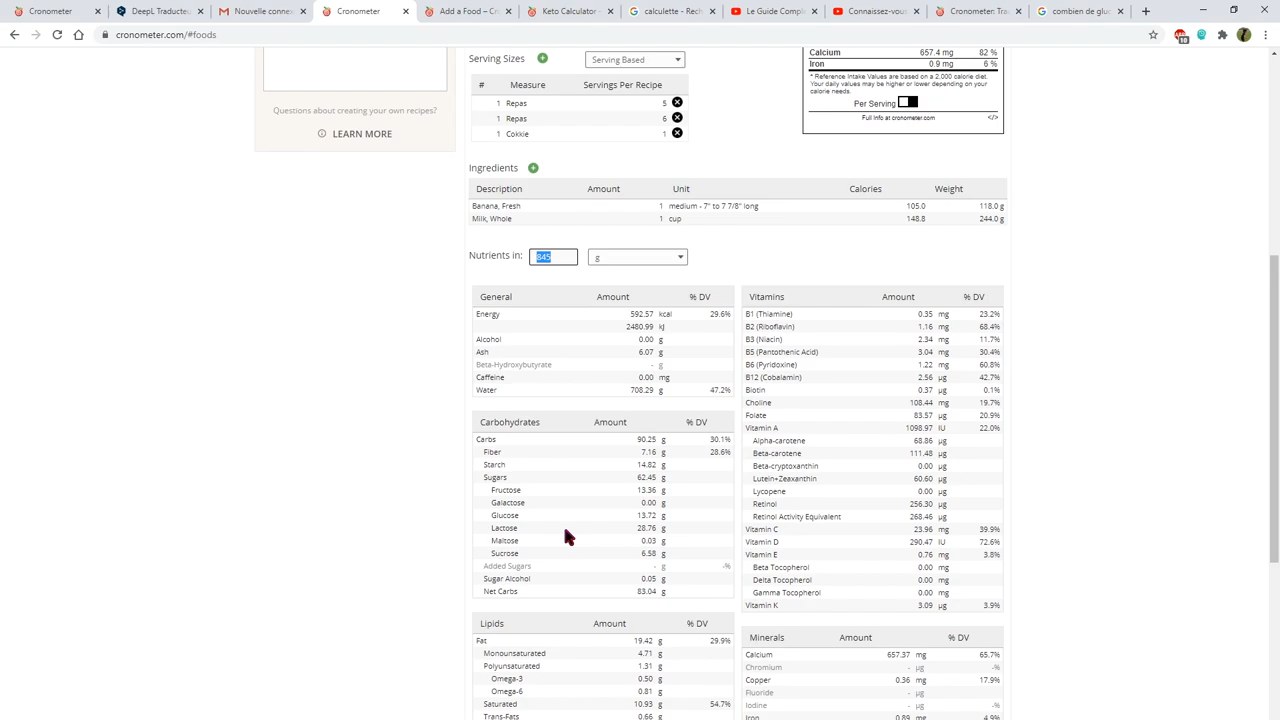 Cronometer
DeepL Traducteu
Nouvelle conne
Cronometer
Add a Food – Cr
Keto Calculator
calculette - Rech
Le Guide Compl
Connaissez-vous
Cronometer: Tra
combien de gluc
cronometer.com/#foods
Serving Sizes
Serving Based
# Measure Servings Per Recipe
1 Repas 5
1 Repas 6
1 Cokkie 1
Questions about creating your own recipes?
LEARN MORE
Calcium 657.4 mg 82 %
Iron 0.9 mg 6 %
* Reference Intake Values are based on a 2,000 calorie diet.
Your daily values may be higher or lower depending on your
calorie needs.
Per Serving
Full Info at cronometer.com </>
Ingredients
Description Amount Unit Calories Weight
Banana, Fresh 1 medium - 7" to 7 7/8" long 105.0 118.0 g
Milk, Whole 1 cup 148.8 244.0 g
Nutrients in: 845 g
General Amount % DV
Energy 592.57 kcal 29.6%
2480.99 kJ
Alcohol 0.00 g
Ash 6.07 g
Beta-Hydroxybutyrate - g
Caffeine 0.00 mg
Water 708.29 g 47.2%
Carbohydrates Amount % DV
Carbs 90.25 g 30.1%
Fiber 7.16 g 28.6%
Starch 14.82 g
Sugars 62.45 g
Fructose 13.36 g
Galactose 0.00 g
Glucose 13.72 g
Lactose 28.76 g
Maltose 0.03 g
Sucrose 6.58 g
Added Sugars - g -%
Sugar Alcohol 0.05 g
Net Carbs 83.04 g
Lipids Amount % DV
Fat 19.42 g 29.9%
Monounsaturated 4.71 g
Polyunsaturated 1.31 g
Omega-3 0.50 g
Omega-6 0.81 g
Saturated 10.93 g 54.7%
Trans-Fats 0.66 g
Vitamins Amount % DV
B1 (Thiamine) 0.35 mg 23.2%
B2 (Riboflavin) 1.16 mg 68.4%
B3 (Niacin) 2.34 mg 11.7%
B5 (Pantothenic Acid) 3.04 mg 30.4%
B6 (Pyridoxine) 1.22 mg 60.8%
B12 (Cobalamin) 2.56 µg 42.7%
Biotin 0.37 µg 0.1%
Choline 108.44 mg 19.7%
Folate 83.57 µg 20.9%
Vitamin A 1098.97 IU 22.0%
Alpha-carotene 68.86 µg
Beta-carotene 111.48 µg
Beta-cryptoxanthin 0.00 µg
Lutein+Zeaxanthin 60.60 µg
Lycopene 0.00 µg
Retinol 256.30 µg
Retinol Activity Equivalent 268.46 µg
Vitamin C 23.96 mg 39.9%
Vitamin D 290.47 IU 72.6%
Vitamin E 0.76 mg 3.8%
Beta Tocopherol 0.00 mg
Delta Tocopherol 0.00 mg
Gamma Tocopherol 0.00 mg
Vitamin K 3.09 µg 3.9%
Minerals Amount % DV
Calcium 657.37 mg 65.7%
Chromium - µg -%
Copper 0.36 mg 17.9%
Fluoride - µg
Iodine - µg -%
Iron 0.89 mg 4.9%